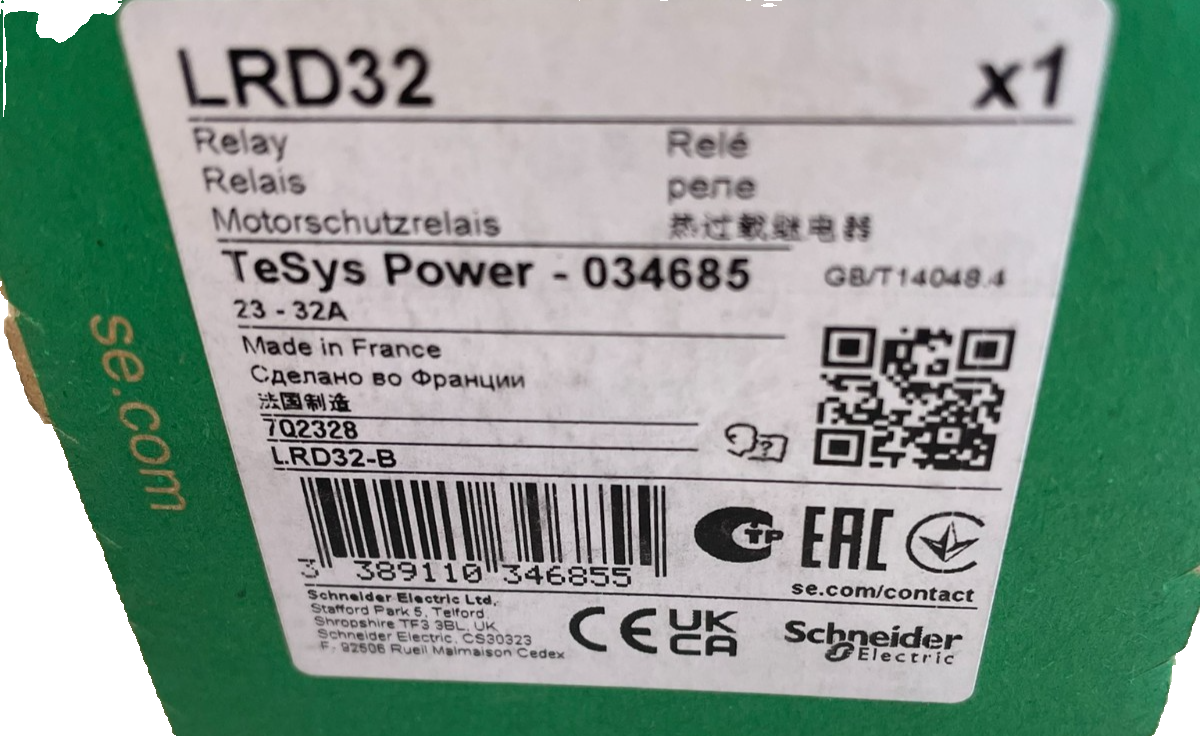 LRD32 x1
Relay Relé
Relais реле
Motorschutzrelais 热过载继电器
TeSys Power - 034685 GB/T14048.4
23 - 32A
Made in France
Сделано во Франции
法国制造
7Q2328
LRD32-B
se.com
3 389110 346855
TP EAC
se.com/contact
Schneider Electric Ltd,
Stafford Park 5, Telford
Shropshire TF3 3BL, UK
Schneider Electric, CS30323
F - 92506 Rueil Malmaison Cedex
CE UK CA
Schneider
Electric